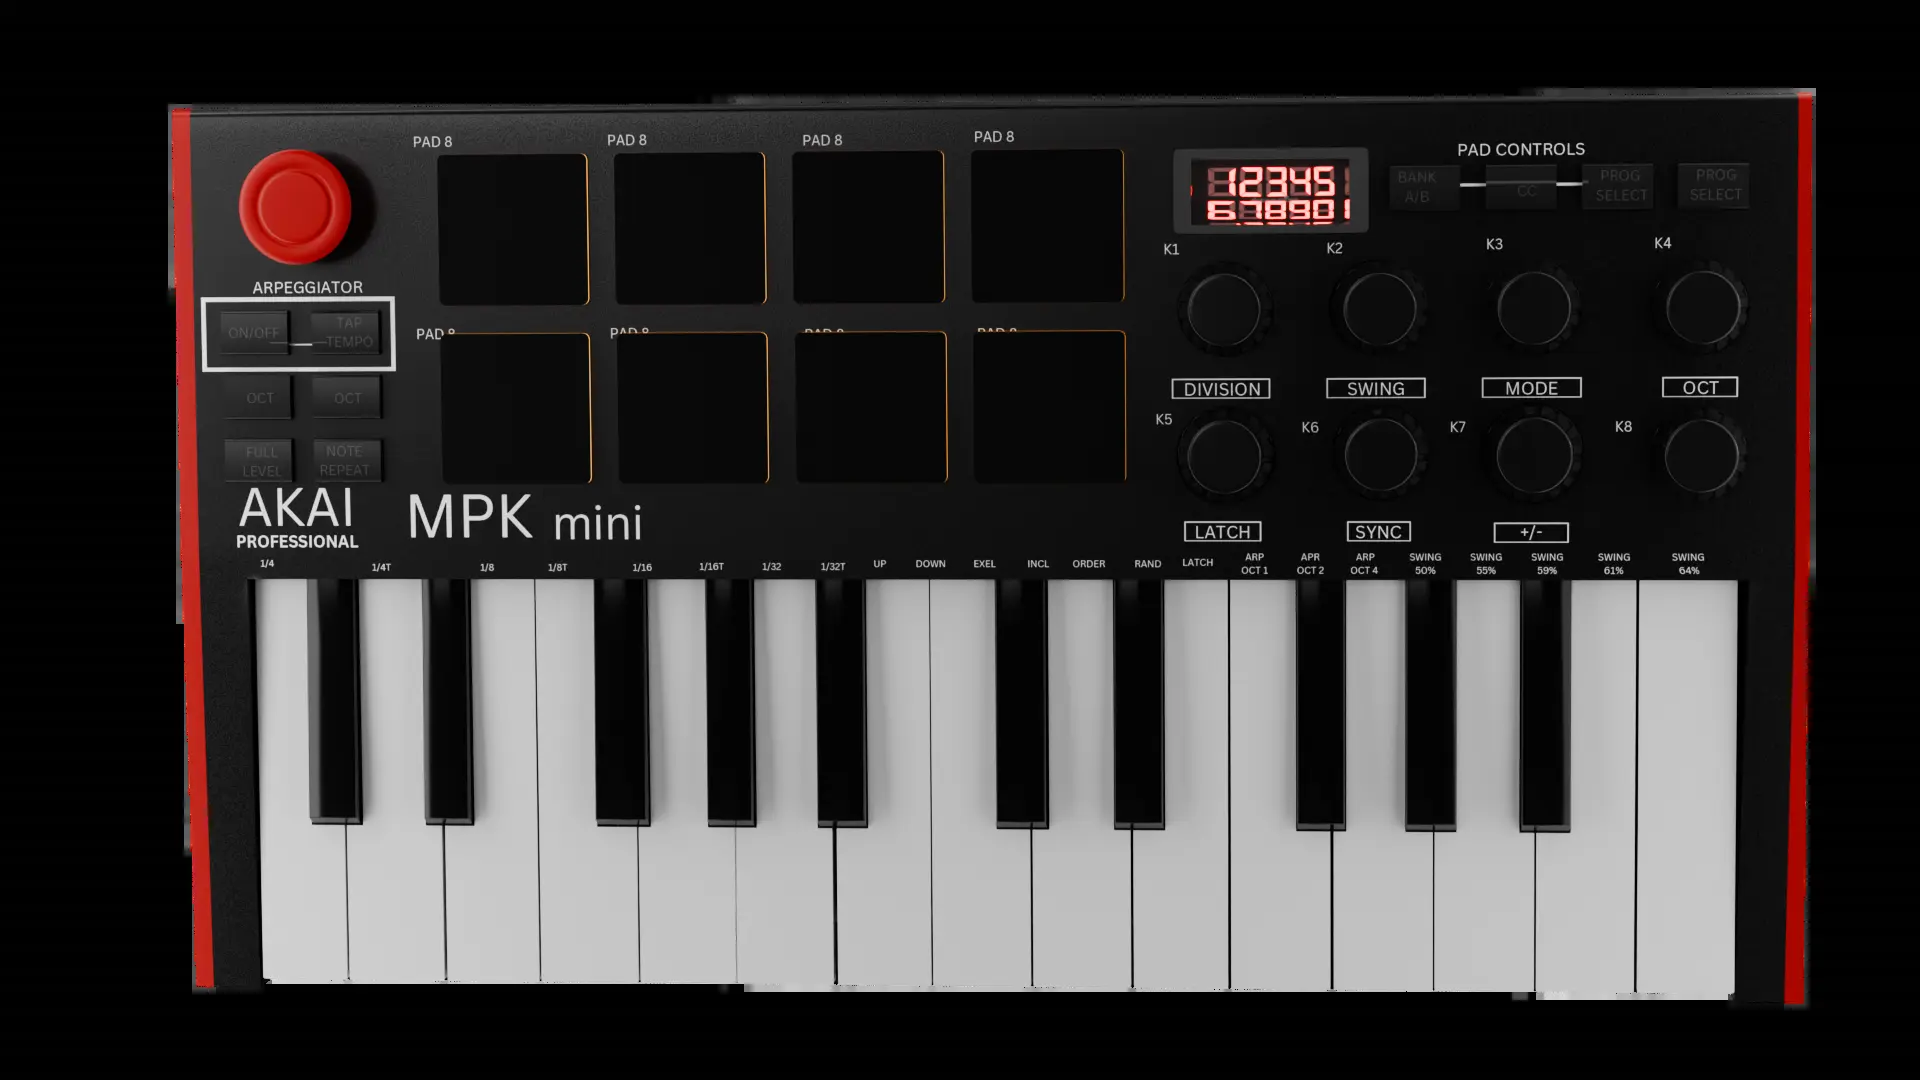 PAD 8 PAD 8 PAD 8 PAD 8
12345
678901
PAD CONTROLS
BANK
A/B
CC
PROG
SELECT
PROG
SELECT
K1 K2 K3 K4
ARPEGGIATOR
ON/OFF
TAP
TEMPO
PAD 8 PAD 8 PAD 8 PAD 8
DIVISION SWING MODE OCT
OCT OCT
K5 K6 K7 K8
FULL
LEVEL
NOTE
REPEAT
AKAI
PROFESSIONAL
MPK mini
LATCH SYNC +/-
1/4 1/4T 1/8 1/8T 1/16 1/16T 1/32 1/32T UP DOWN EXEL INCL ORDER RAND LATCH
ARP
OCT 1
APR
OCT 2
ARP
OCT 4
SWING
50%
SWING
55%
SWING
59%
SWING
61%
SWING
64%